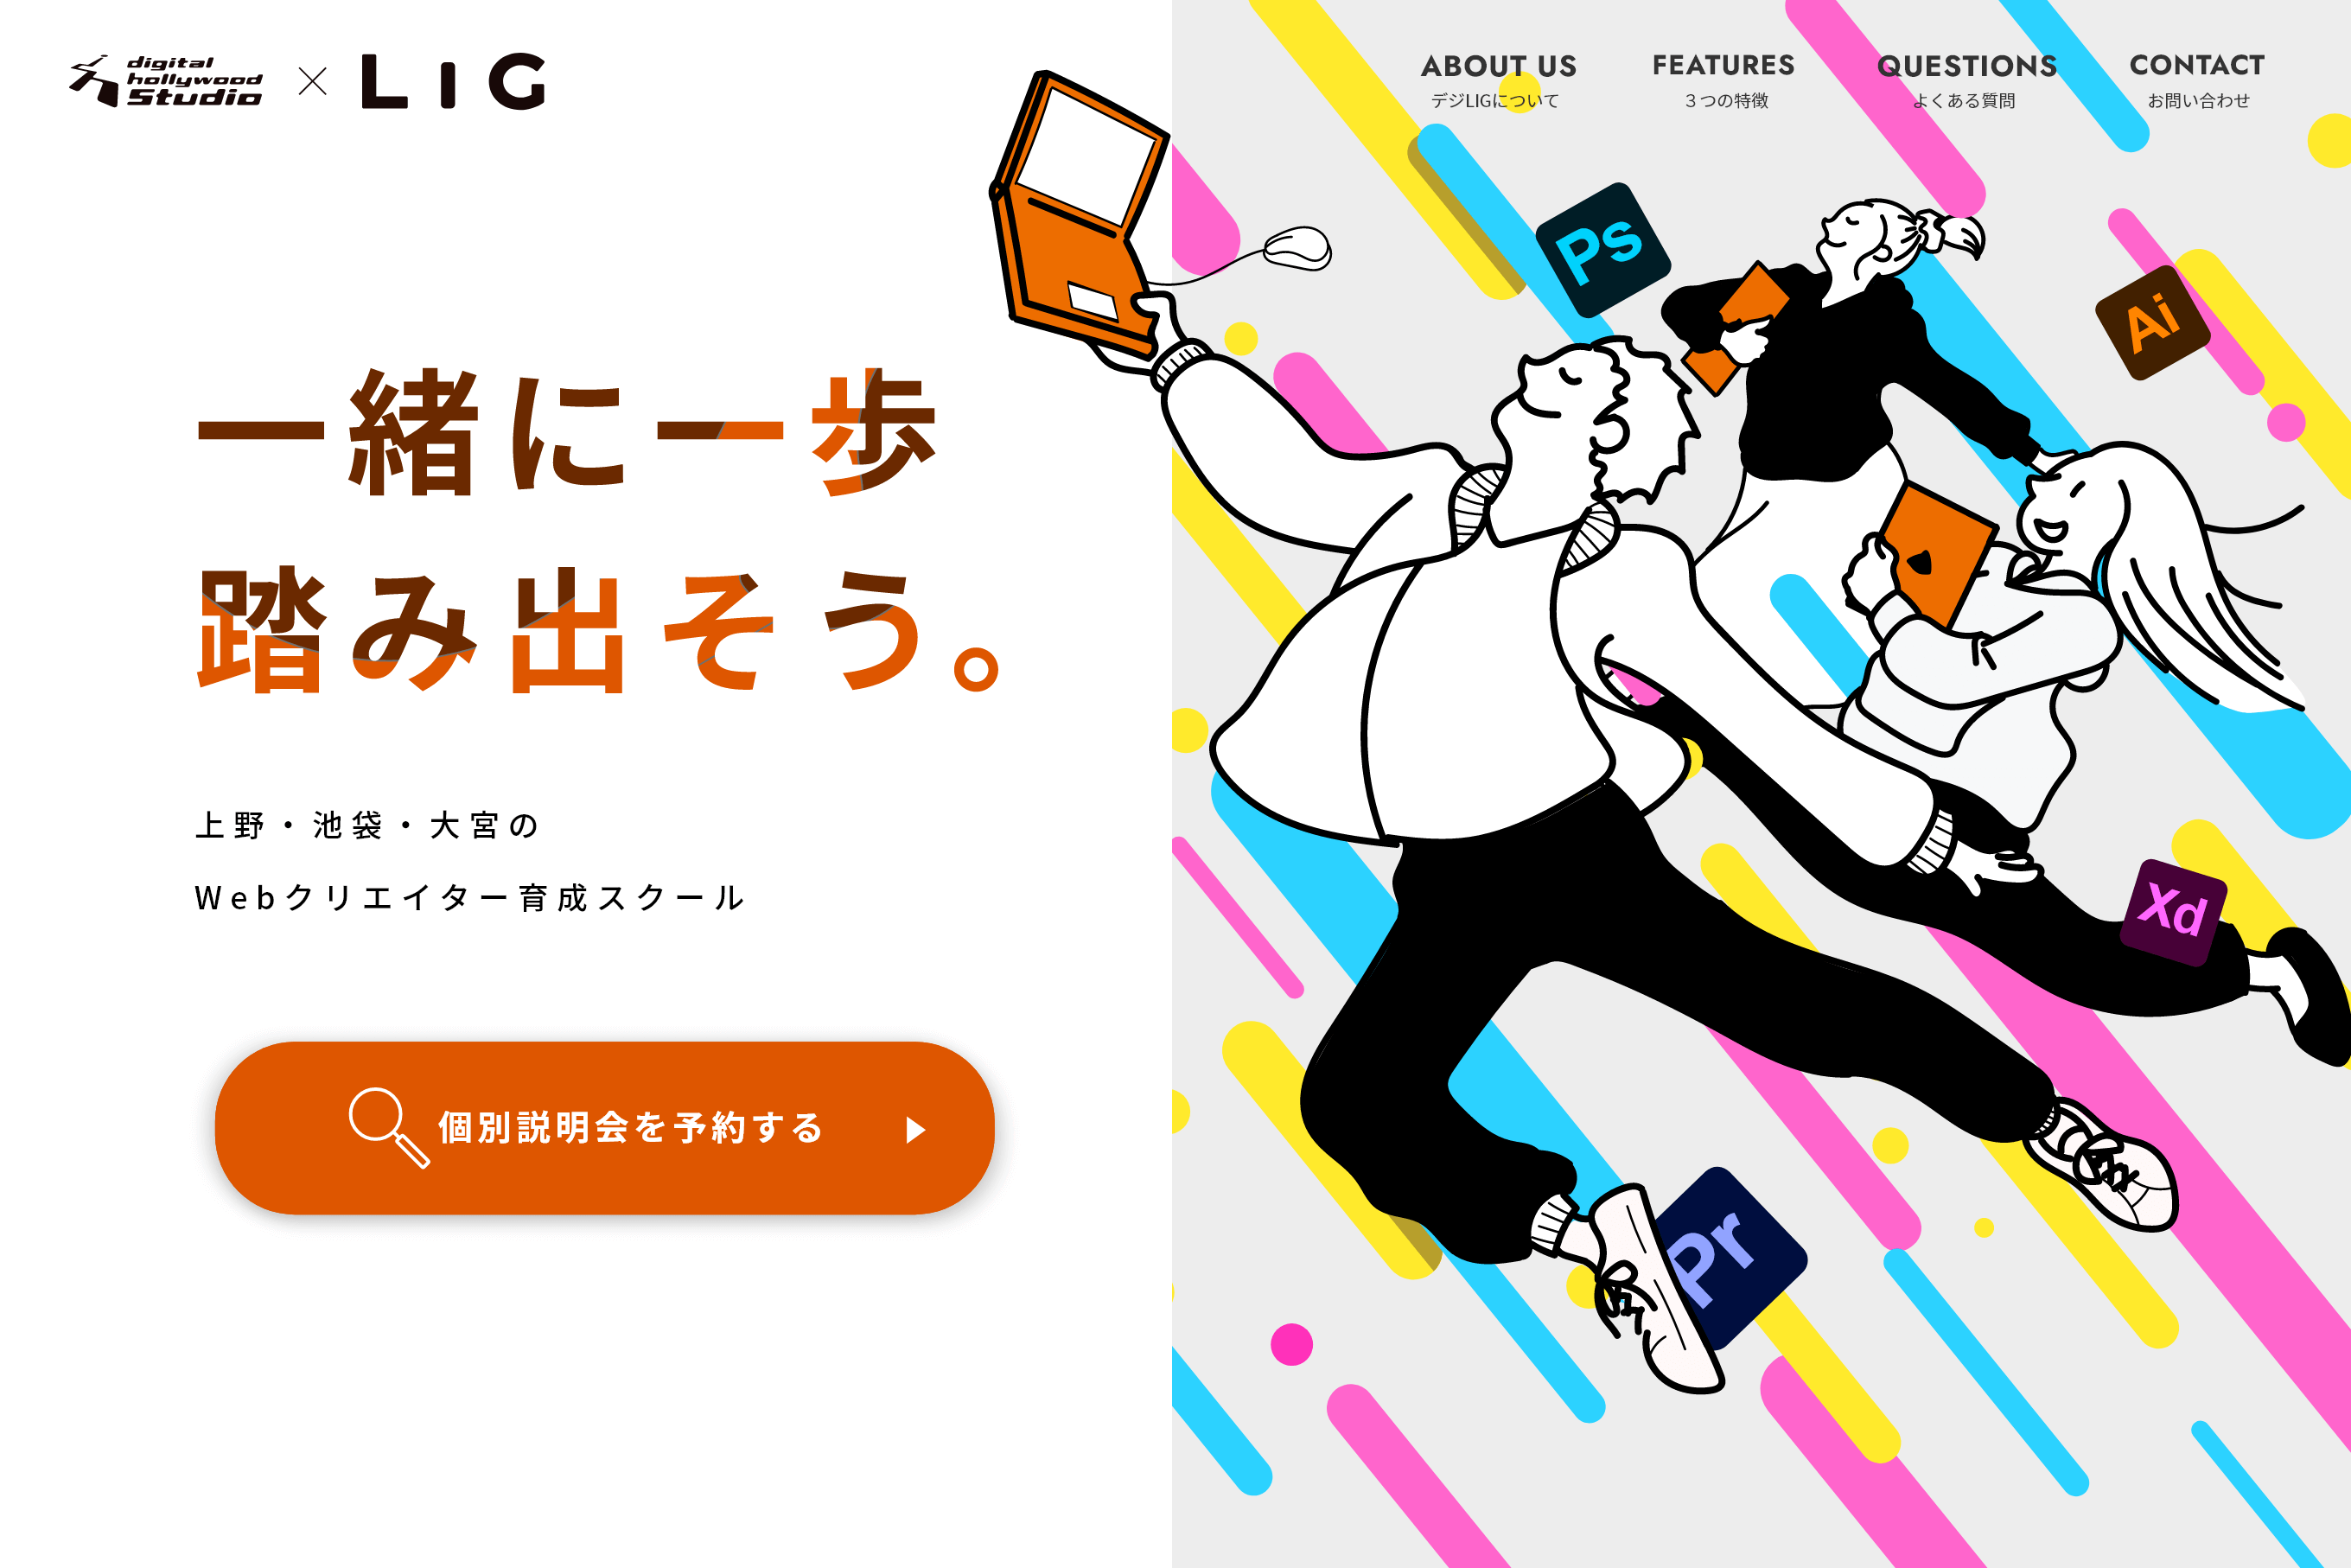 digital
hollywood
Studio
× LIG
ABOUT US
デジLIGについて
FEATURES
３つの特徴
QUESTIONS
よくある質問
CONTACT
お問い合わせ
一緒に一歩
踏み出そう。
上野・池袋・大宮の
Webクリエイター育成スクール
個別説明会を予約する
Ps
Ai
Xd
Pr